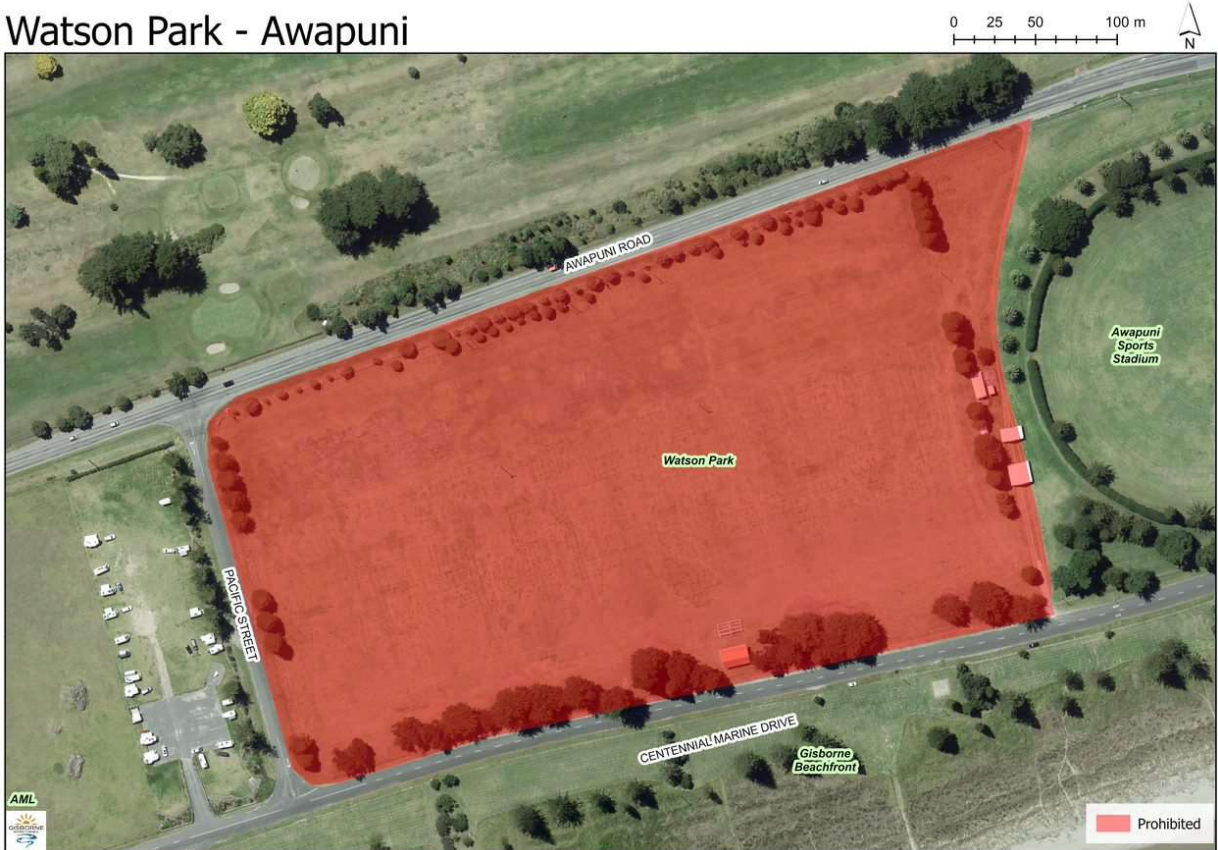 Watson Park - Awapuni
0 25 50 100 m
N
AWAPUNI ROAD
Awapuni
Sports
Stadium
Watson Park
PACIFIC STREET
CENTENNIAL MARINE DRIVE
Gisborne
Beachfront
AML
GISBORNE
Prohibited